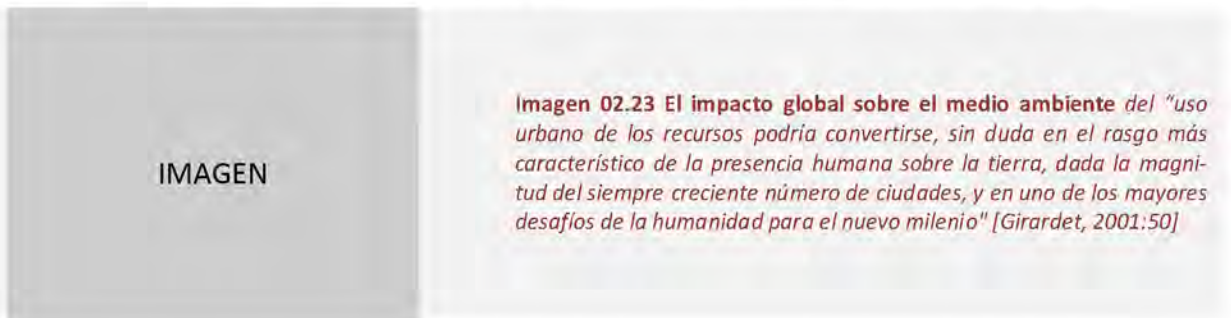 IMAGEN
Imagen 02.23 El impacto global sobre el medio ambiente del "uso
urbano de los recursos podría convertirse, sin duda en el rasgo más
característico de la presencia humana sobre la tierra, dada la magni-
tud del siempre creciente número de ciudades, y en uno de los mayores
desafíos de la humanidad para el nuevo milenio" [Girardet, 2001:50]